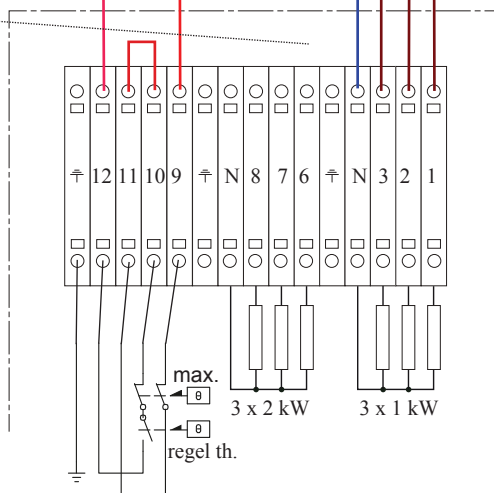 12 11 10 9 N 8 7 6 N 3 2 1
max.
θ
3 x 2 kW 3 x 1 kW
θ
regel th.